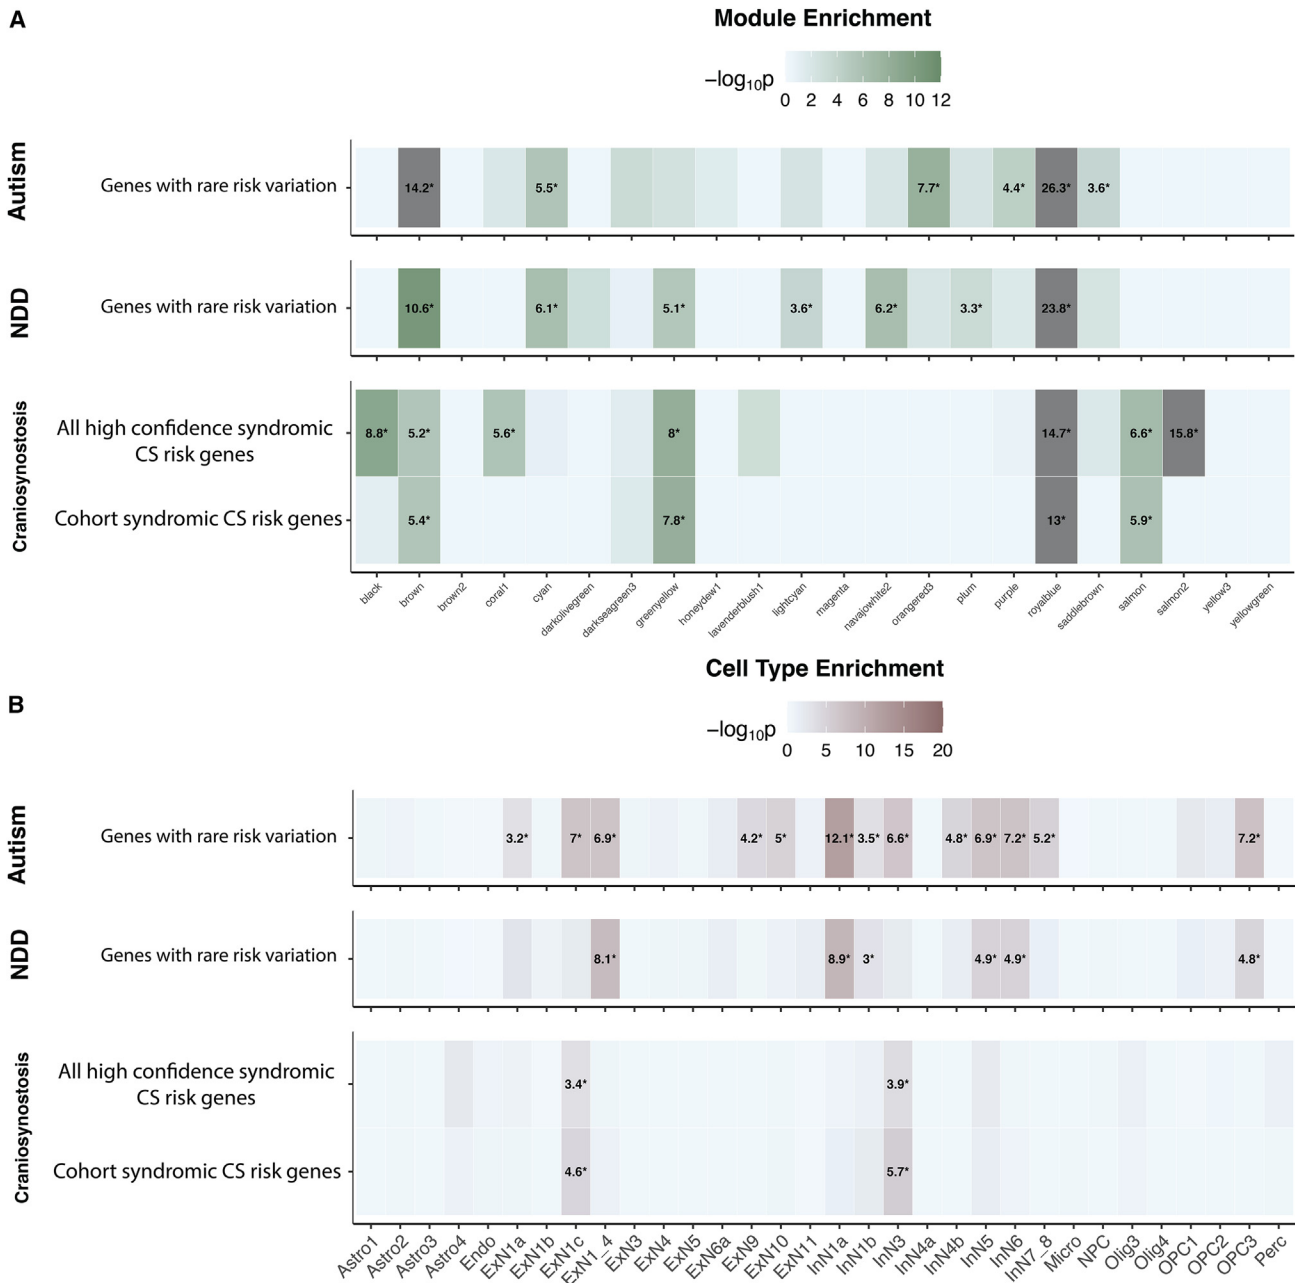 A
Module Enrichment
−log10p
0 2 4 6 8 10 12
Autism
Genes with rare risk variation
14.2* 5.5* 7.7* 4.4* 26.3* 3.6*
NDD
Genes with rare risk variation
10.6* 6.1* 5.1* 3.6* 6.2* 3.3* 23.8*
Craniosynostosis
All high confidence syndromic
CS risk genes
8.8* 5.2* 5.6* 8* 14.7* 6.6* 15.8*
Cohort syndromic CS risk genes
5.4* 7.8* 13* 5.9*
black brown brown2 coral1 cyan darkolivegreen darkseagreen3 greenyellow honeydew1 lavenderblush1 lightcyan magenta navajowhite2 orangered3 plum purple royalblue saddlebrown salmon salmon2 yellow3 yellowgreen
Cell Type Enrichment
B
−log10p
0 5 10 15 20
Autism
Genes with rare risk variation
3.2* 7* 6.9* 4.2* 5* 12.1* 3.5* 6.6* 4.8* 6.9* 7.2* 5.2* 7.2*
NDD
Genes with rare risk variation
8.1* 8.9* 3* 4.9* 4.9* 4.8*
Craniosynostosis
All high confidence syndromic
CS risk genes
3.4* 3.9*
Cohort syndromic CS risk genes
4.6* 5.7*
Astro1 Astro2 Astro3 Astro4 Endo ExN1a ExN1b ExN1c ExN1_4 ExN3 ExN4 ExN5 ExN6a ExN9 ExN10 ExN11 InN1a InN1b InN3 InN4a InN4b InN5 InN6 InN7_8 Micro NPC Olig3 Olig4 OPC1 OPC2 OPC3 Perc